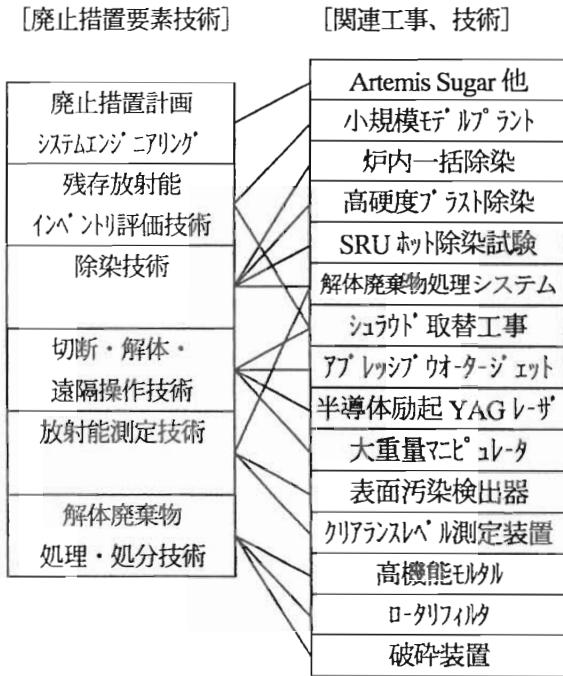 [廃止措置要素技術]
[関連工事、技術]
廃止措置計画
システムエンジニアリング
残存放射能
インベントリ評価技術
除染技術
切断・解体・
遠隔操作技術
放射能測定技術
解体廃棄物
処理・処分技術
Artemis Sugar 他
小規模モデルプラント
炉内一括除染
高硬度ブラスト除染
SRU ホット除染試験
解体廃棄物処理システム
シュラウド取替工事
アブレッシブウオータージェット
半導体励起 YAG レーザ
大重量マニピュレータ
表面汚染検出器
クリアランスレベル測定装置
高機能モルタル
ロータリフィルタ
破砕装置